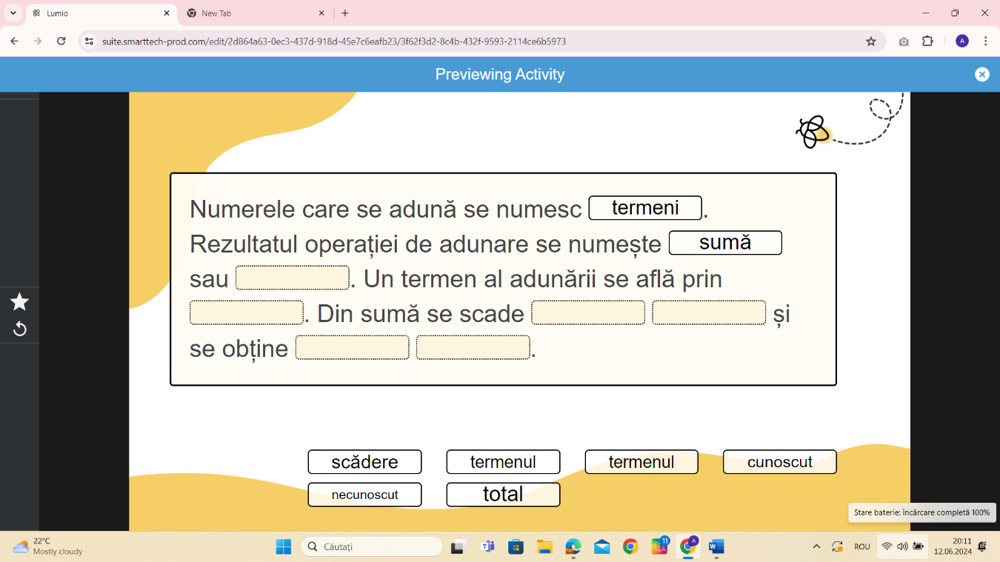 Lumio
New Tab
suite.smarttech-prod.com/edit/2d864a63-0ec3-437d-918d-45e7c6eafb23/3f62f3d2-8c4b-432f-9593-2114ce6b5973
A
Previewing Activity
Numerele care se adună se numesc termeni.
Rezultatul operației de adunare se numește sumă
sau . Un termen al adunării se află prin
. Din sumă se scade și
se obține .
scădere termenul termenul cunoscut
necunoscut total
Stare baterie: încărcare completă 100%
22°C
Mostly cloudy
Căutați
11
A
ROU
20:11
12.06.2024